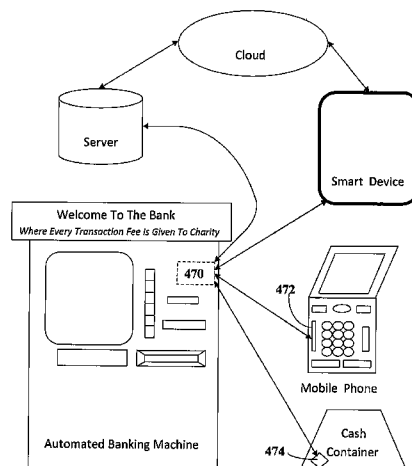 Cloud
Server
Smart Device
Welcome To The Bank
Where Every Transaction Fee Is Given To Charity
470
472
Mobile Phone
Automated Banking Machine
474
Cash
Container